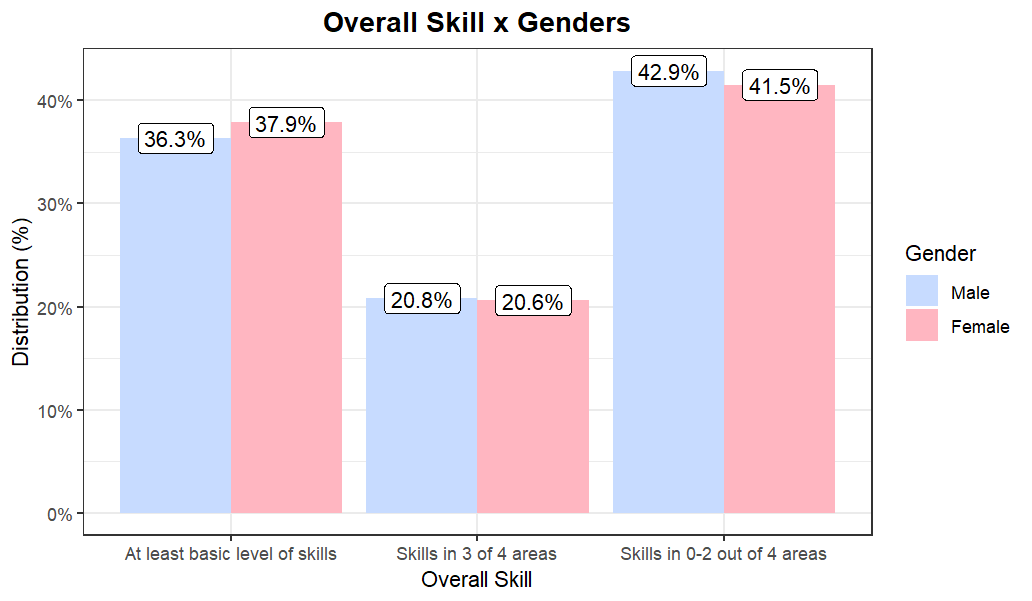 Overall Skill x Genders
Distribution (%)
40%
30%
20%
10%
0%
36.3%
37.9%
20.8%
20.6%
42.9%
41.5%
At least basic level of skills
Skills in 3 of 4 areas
Skills in 0-2 out of 4 areas
Overall Skill
Gender
Male
Female